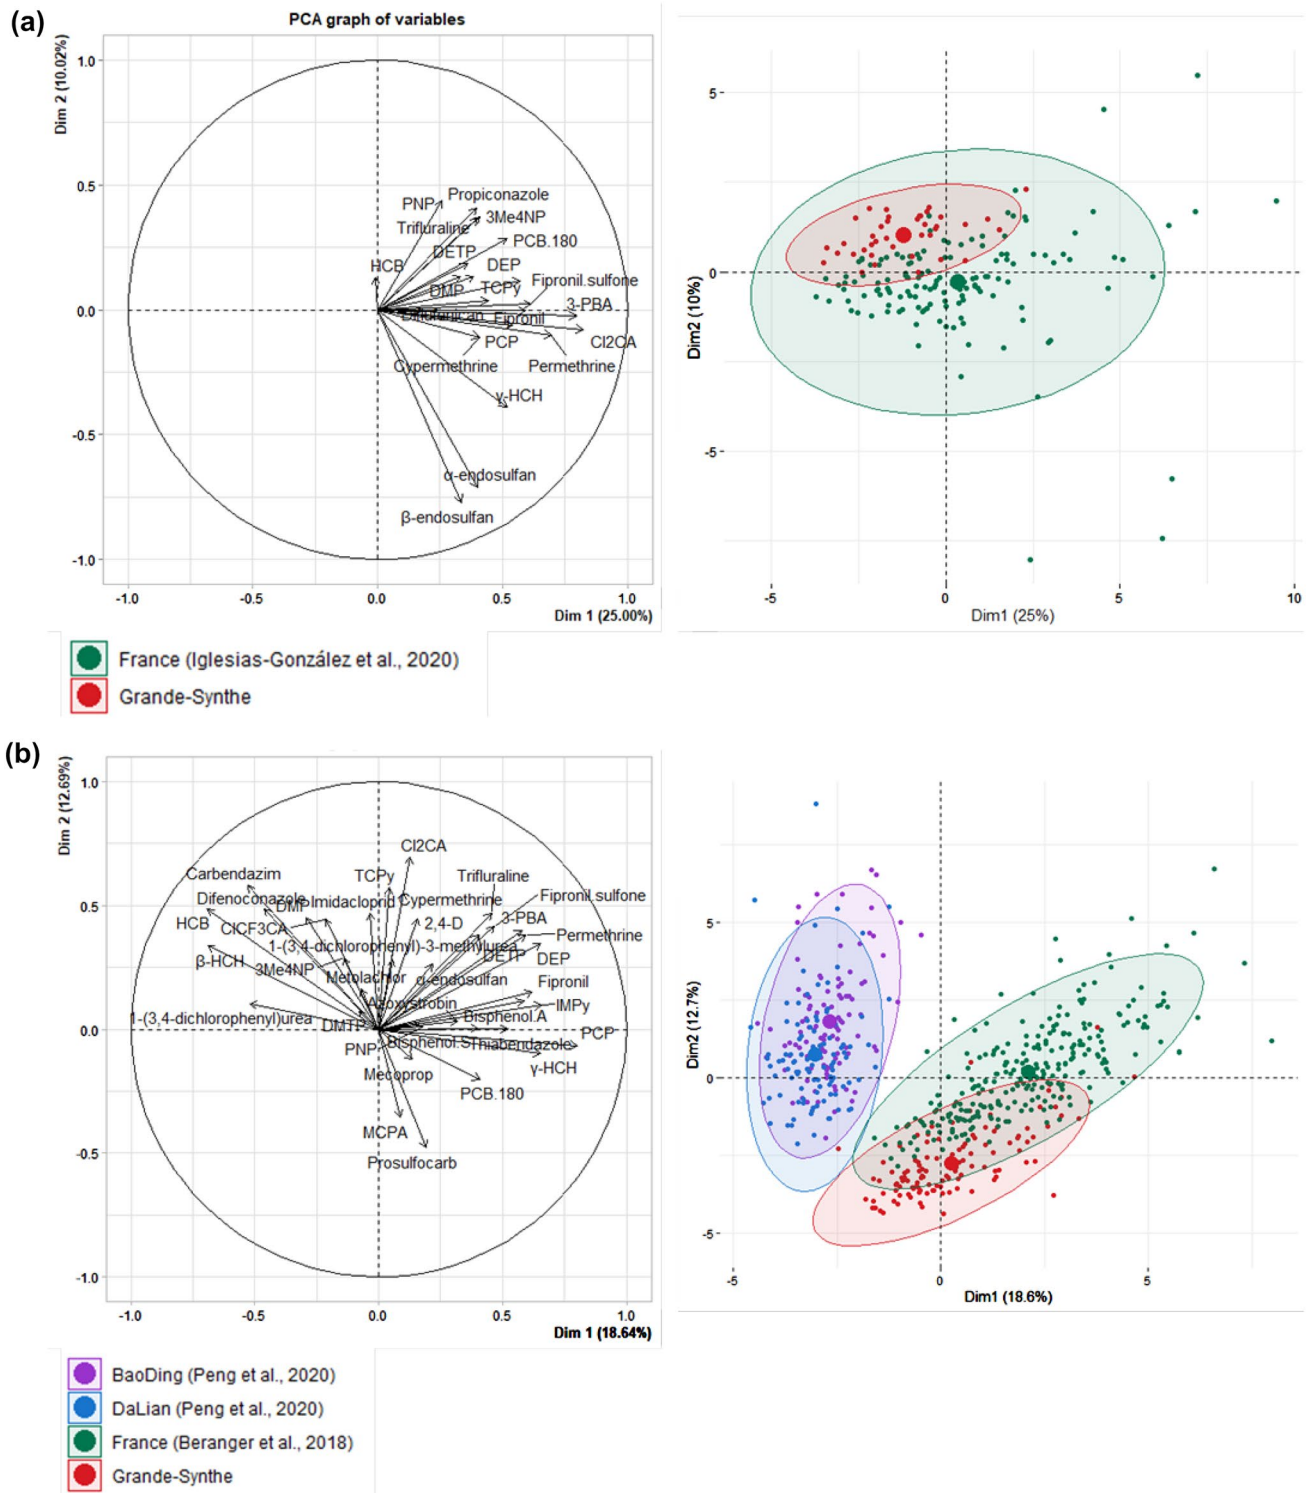 (a)
PCA graph of variables
Dim 2 (10.02%)
1.0
0.5
0.0
-0.5
-1.0
PNP
Propiconazole
3Me4NP
Trifluraline
PCB.180
DETP
HCB
DEP
Fipronil.sulfone
DMP
TCPy
3-PBA
Diflufenican
Fipronil
PCP
Cl2CA
Cypermethrine
Permethrine
γ-HCH
α-endosulfan
β-endosulfan
-1.0 -0.5 0.0 0.5 1.0
Dim 1 (25.00%)
Dim2 (10%)
5
0
-5
-5 0 5 10
Dim1 (25%)
France (Iglesias-González et al., 2020)
Grande-Synthe
(b)
Dim 2 (12.69%)
1.0
0.5
0.0
-0.5
-1.0
Cl2CA
Carbendazim
TCPy
Trifluraline
Difenoconazole
DMP
Imidacloprid
Cypermethrine
Fipronil.sulfone
HCB
ClCF3CA
2,4-D
3-PBA
Permethrine
1-(3,4-dichlorophenyl)-3-methylurea
β-HCH
3Me4NP
DETP
DEP
Metolachlor
α-endosulfan
Fipronil
Azoxystrobin
IMPy
1-(3,4-dichlorophenyl)urea
DMTP
Bisphenol.A
PCP
PNP
Bisphenol.S
Thiabendazole
Mecoprop
γ-HCH
PCB.180
MCPA
Prosulfocarb
-1.0 -0.5 0.0 0.5 1.0
Dim 1 (18.64%)
Dim2 (12.7%)
5
0
-5
-5 0 5
Dim1 (18.6%)
BaoDing (Peng et al., 2020)
DaLian (Peng et al., 2020)
France (Beranger et al., 2018)
Grande-Synthe